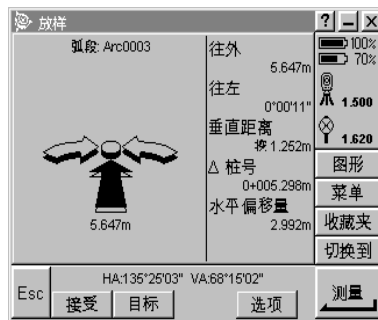 放样
? _ X
弧段: Arc0003
5.647m
往外
5.647m
往左
0°00'11"
垂直距离
挖 1.252m
Δ 桩号
0+005.298m
水平偏移量
2.992m
100%
70%
1.500
1.620
图形
菜单
收藏夹
切换到
HA:135°25'03" VA:68°15'02"
Esc
接受
目标
选项
测量